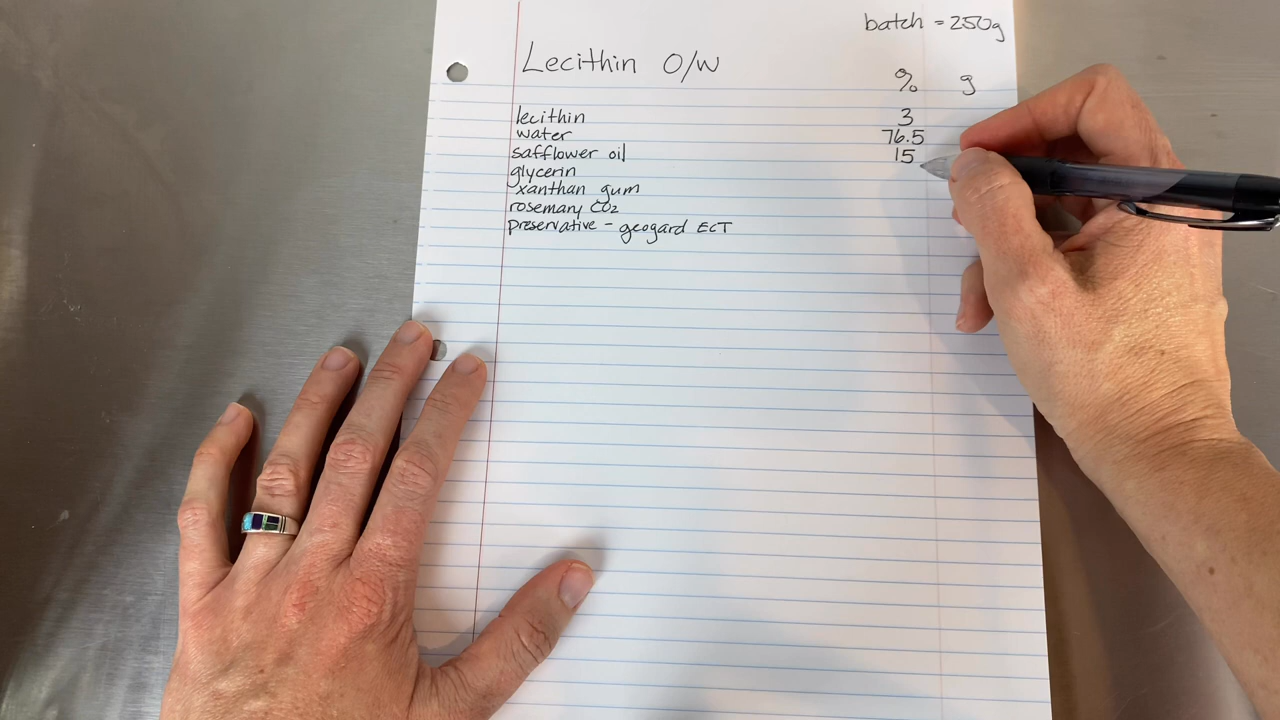 batch = 250g
Lecithin O/W
% g
lecithin 3
water 76.5
safflower oil 15
glycerin
xanthan gum
rosemary CO2
preservative - geogard ECT